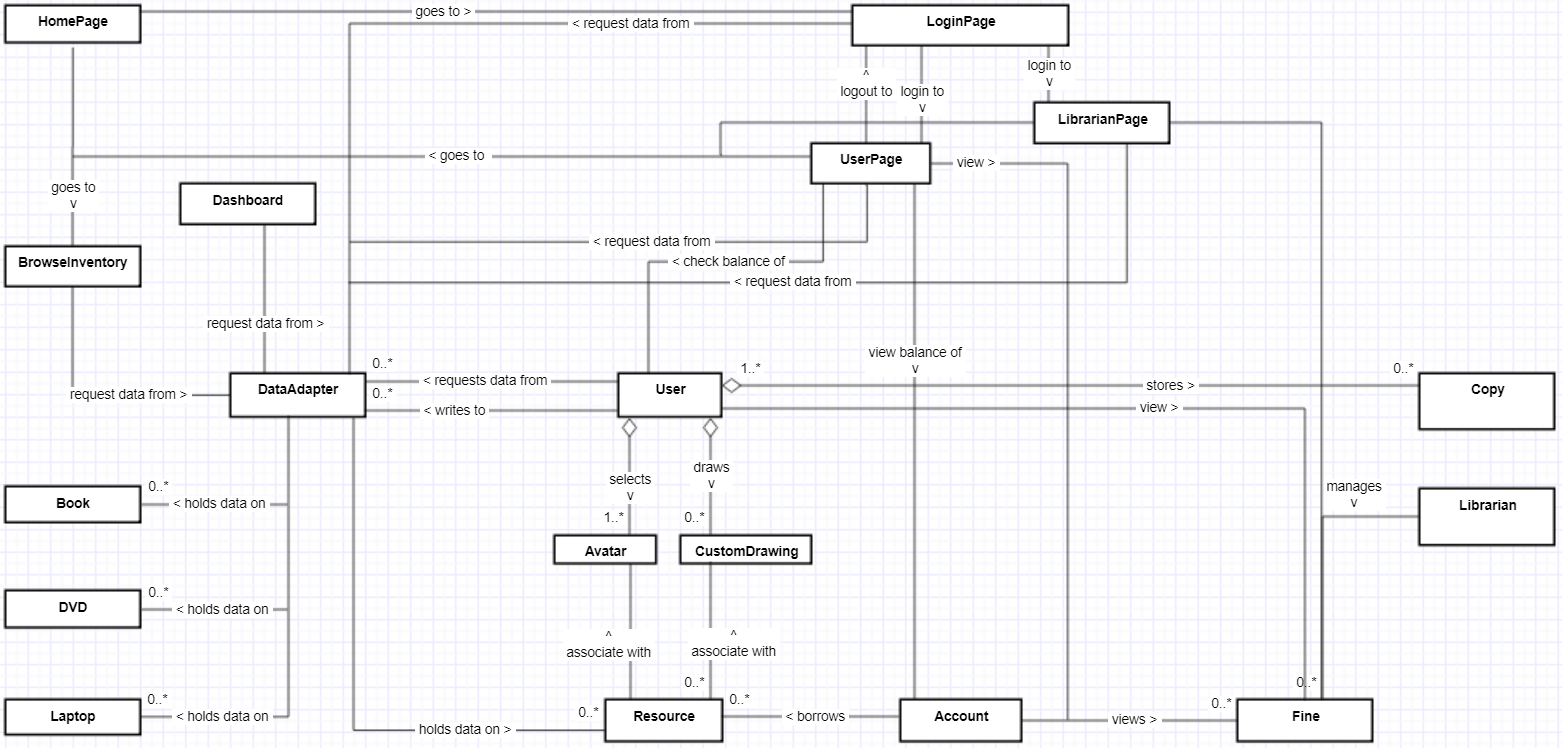 goes to >
HomePage
LoginPage
< request data from
login to
v
^
logout to
login to
v
LibrarianPage
< goes to
UserPage
view >
goes to
v
Dashboard
< request data from
BrowseInventory
< check balance of
< request data from
request data from >
view balance of
v
0..*
1..*
0..*
< requests data from
DataAdapter
User
stores >
Copy
request data from >
0..*
< writes to
view >
draws
v
selects
v
0..*
manages
v
Book
< holds data on
Librarian
1..*
0..*
Avatar
CustomDrawing
0..*
DVD
< holds data on
^
associate with
^
associate with
0..*
0..*
0..*
0..*
0..*
0..*
Laptop
< holds data on
Resource
< borrows
Account
views >
Fine
holds data on >